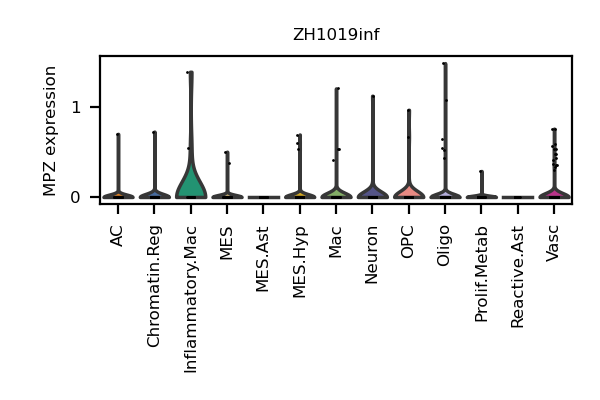 ZH1019inf
MPZ expression
1
0
AC
Chromatin.Reg
Inflammatory.Mac
MES
MES.Ast
MES.Hyp
Mac
Neuron
OPC
Oligo
Prolif.Metab
Reactive.Ast
Vasc